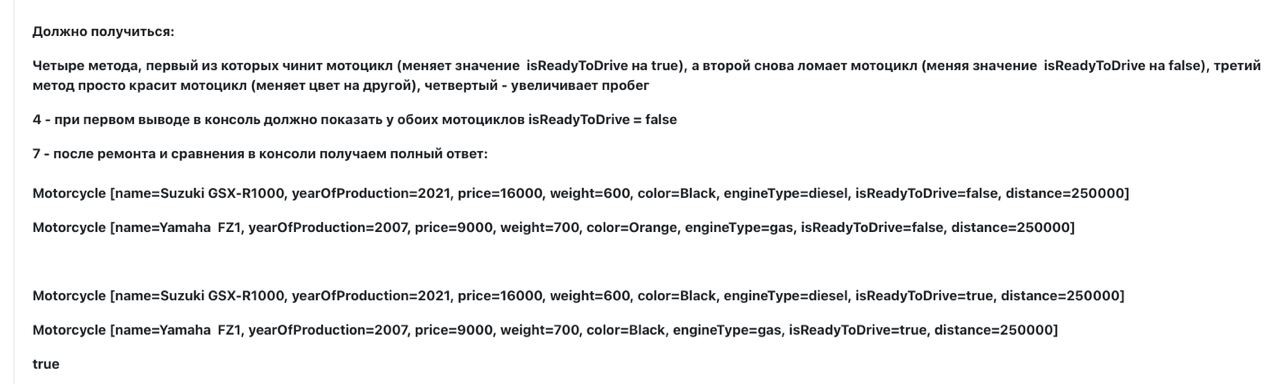 Должно получиться:
Четыре метода, первый из которых чинит мотоцикл (меняет значение  isReadyToDrive на true), а второй снова ломает мотоцикл (меняя значение  isReadyToDrive на false), третий
метод просто красит мотоцикл (меняет цвет на другой), четвертый - увеличивает пробег
4 - при первом выводе в консоль должно показать у обоих мотоциклов isReadyToDrive = false
7 - после ремонта и сравнения в консоли получаем полный ответ:
Motorcycle [name=Suzuki GSX-R1000, yearOfProduction=2021, price=16000, weight=600, color=Black, engineType=diesel, isReadyToDrive=false, distance=250000]
Motorcycle [name=Yamaha  FZ1, yearOfProduction=2007, price=9000, weight=700, color=Orange, engineType=gas, isReadyToDrive=false, distance=250000]
Motorcycle [name=Suzuki GSX-R1000, yearOfProduction=2021, price=16000, weight=600, color=Black, engineType=diesel, isReadyToDrive=true, distance=250000]
Motorcycle [name=Yamaha  FZ1, yearOfProduction=2007, price=9000, weight=700, color=Black, engineType=gas, isReadyToDrive=true, distance=250000]
true